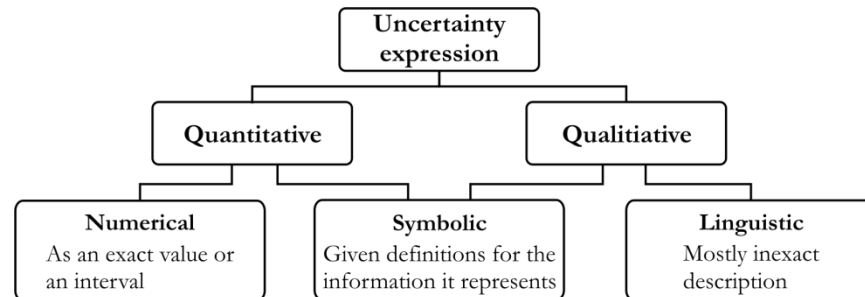 Uncertainty
expression
Quantitative
Qualitiative
Numerical
As an exact value or
an interval
Symbolic
Given definitions for the
information it represents
Linguistic
Mostly inexact
description